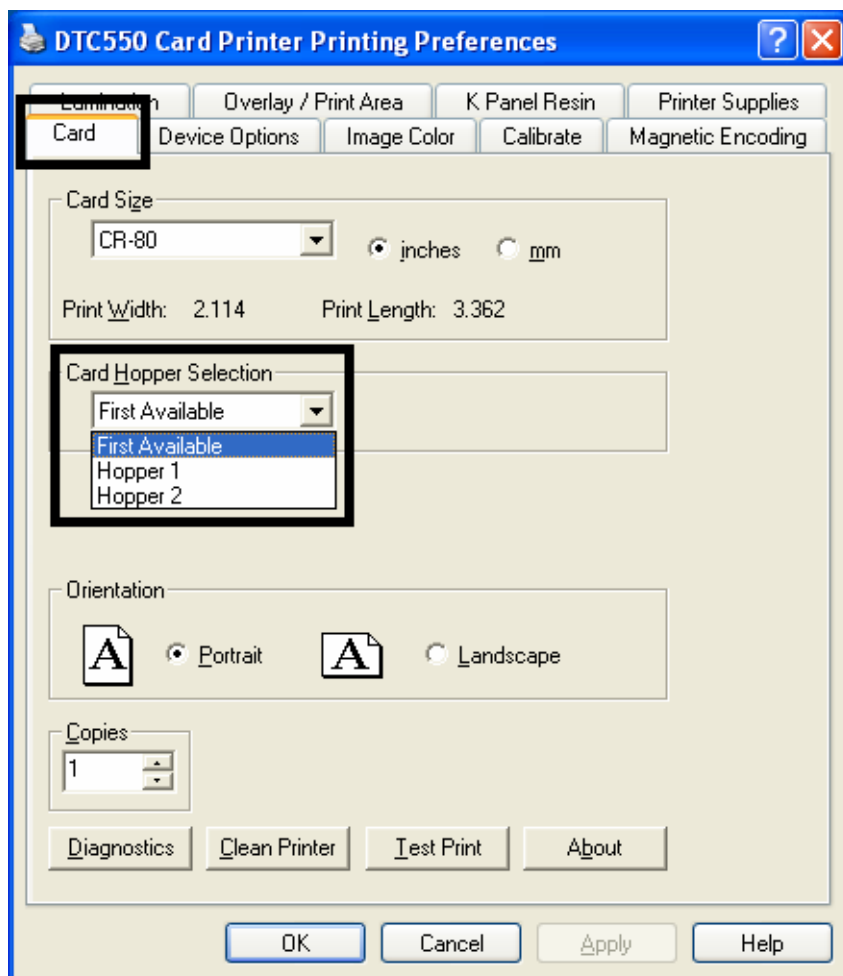 DTC550 Card Printer Printing Preferences
Lamination Overlay / Print Area K Panel Resin Printer Supplies
Card Device Options Image Color Calibrate Magnetic Encoding
Card Size
CR-80 inches mm
Print Width: 2.114 Print Length: 3.362
Card Hopper Selection
First Available
First Available
Hopper 1
Hopper 2
Orientation
A Portrait A Landscape
Copies
1
Diagnostics Clean Printer Test Print About
OK Cancel Apply Help